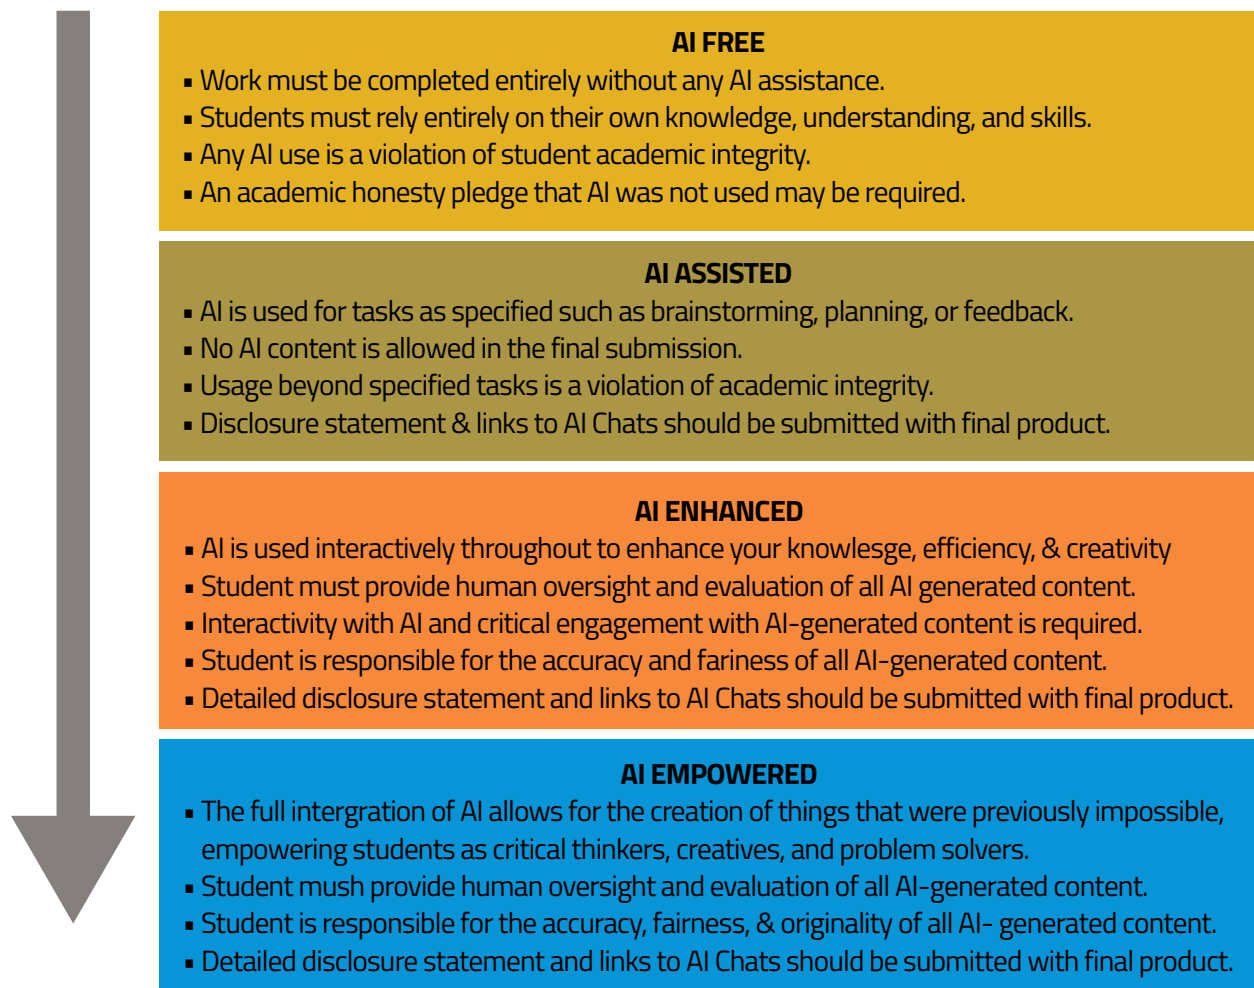 AI FREE
▪ Work must be completed entirely without any AI assistance.
▪ Students must rely entirely on their own knowledge, understanding, and skills.
▪ Any AI use is a violation of student academic integrity.
▪ An academic honesty pledge that AI was not used may be required.
AI ASSISTED
▪ AI is used for tasks as specified such as brainstorming, planning, or feedback.
▪ No AI content is allowed in the final submission.
▪ Usage beyond specified tasks is a violation of academic integrity.
▪ Disclosure statement & links to AI Chats should be submitted with final product.
AI ENHANCED
▪ AI is used interactively throughout to enhance your knowlesge, efficiency, & creativity
▪ Student must provide human oversight and evaluation of all AI generated content.
▪ Interactivity with AI and critical engagement with AI-generated content is required.
▪ Student is responsible for the accuracy and fariness of all AI-generated content.
▪ Detailed disclosure statement and links to AI Chats should be submitted with final product.
AI EMPOWERED
▪ The full intergration of AI allows for the creation of things that were previously impossible,
empowering students as critical thinkers, creatives, and problem solvers.
▪ Student mush provide human oversight and evaluation of all AI-generated content.
▪ Student is responsible for the accuracy, fairness, & originality of all AI- generated content.
▪ Detailed disclosure statement and links to AI Chats should be submitted with final product.